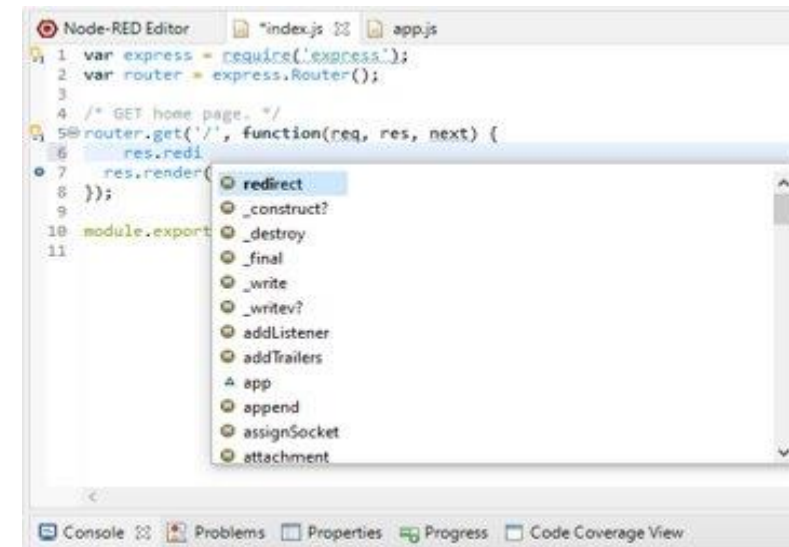 Node-RED Editor *index.js app.js
1 var express = require('express');
2 var router = express.Router();
3
4 /* GET home page. */
5 router.get('/', function(req, res, next) {
6 res.redi
7 res.render(
8 });
9
10 module.export
11
redirect
_construct?
_destroy
_final
_write
_writev?
addListener
addTrailers
app
append
assignSocket
attachment
Console Problems Properties Progress Code Coverage View